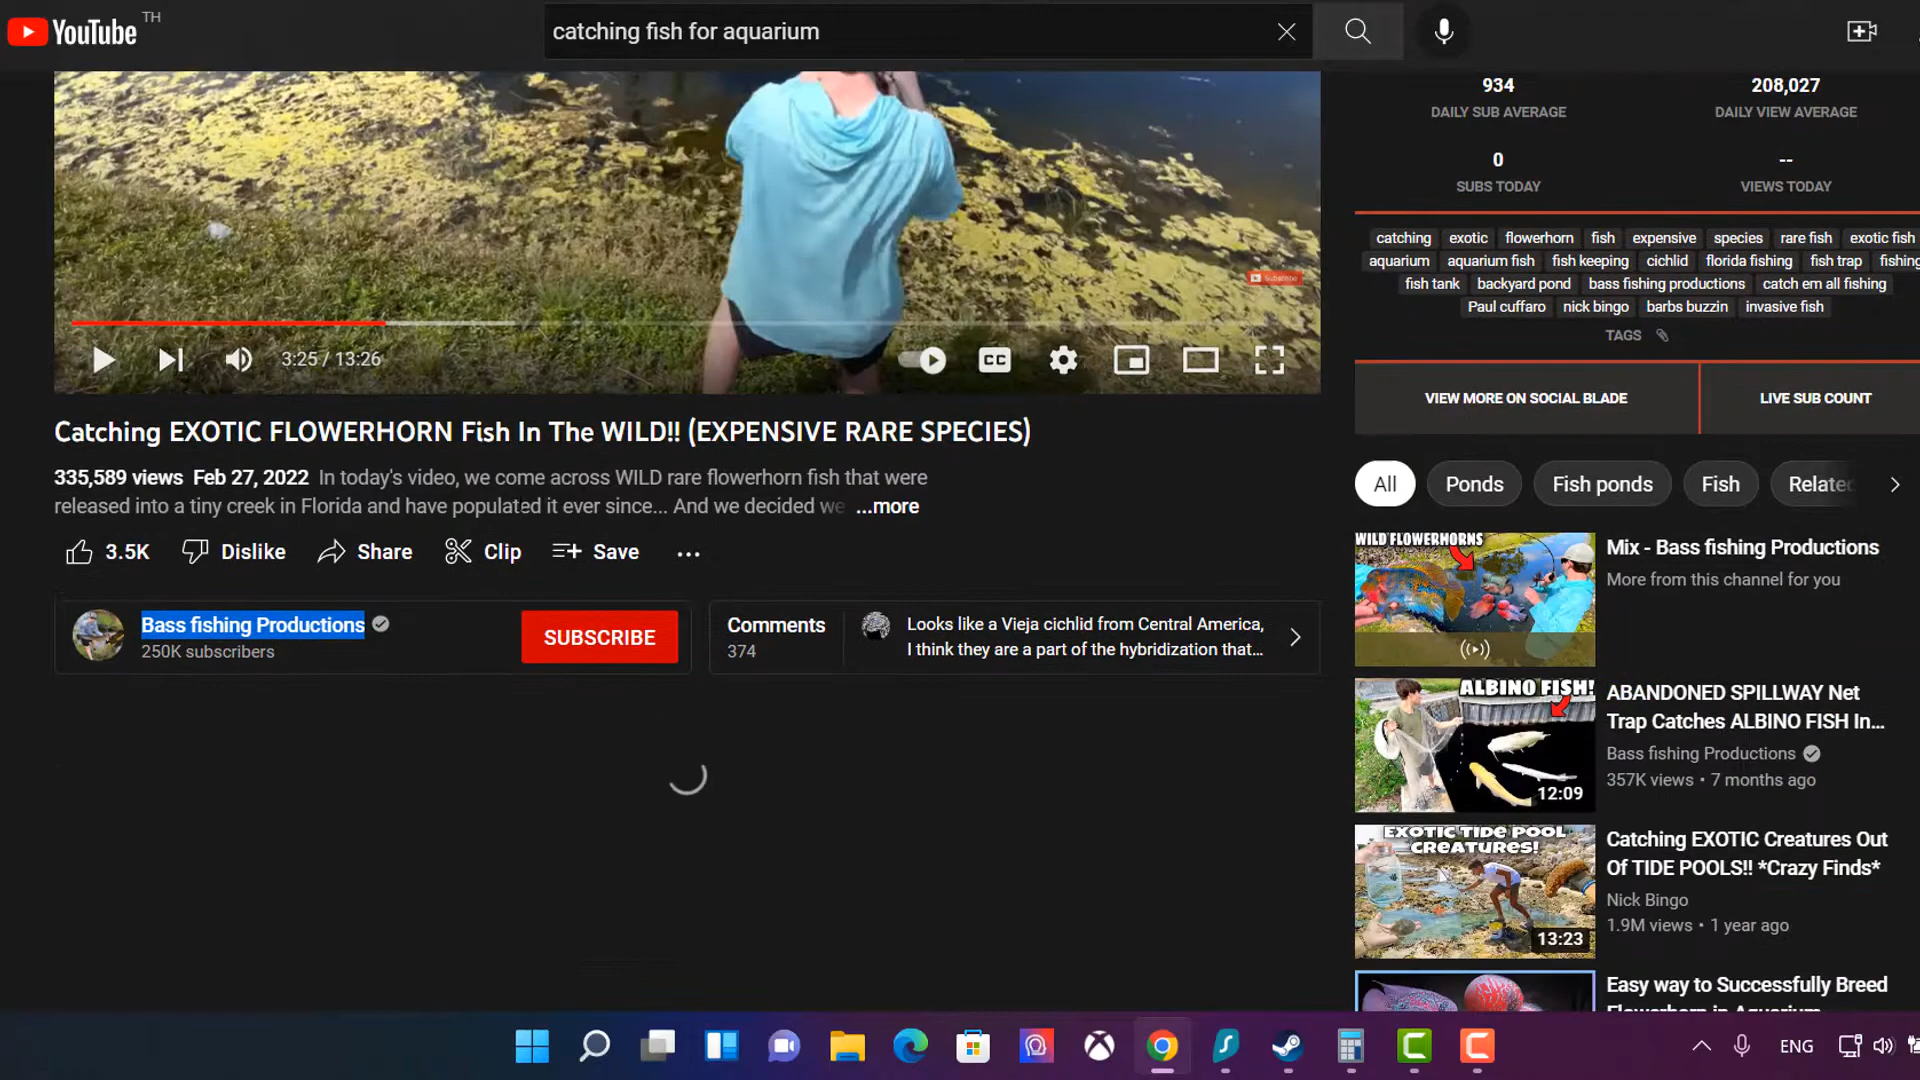 YouTube TH
catching fish for aquarium
934
208,027
DAILY SUB AVERAGE
DAILY VIEW AVERAGE
0
--
SUBS TODAY
VIEWS TODAY
catching exotic flowerhorn fish expensive species rare fish exotic fish
aquarium aquarium fish fish keeping cichlid florida fishing fish trap fishing
fish tank backyard pond bass fishing productions catch em all fishing
Paul cuffaro nick bingo barbs buzzin invasive fish
TAGS
VIEW MORE ON SOCIAL BLADE
LIVE SUB COUNT
Subscribe
3:25 / 13:26
CC
Catching EXOTIC FLOWERHORN Fish In The WILD!! (EXPENSIVE RARE SPECIES)
335,589 views Feb 27, 2022 In today's video, we come across WILD rare flowerhorn fish that were
released into a tiny creek in Florida and have populated it ever since... And we decided we ...more
3.5K Dislike Share Clip Save ...
Bass fishing Productions
250K subscribers
SUBSCRIBE
Comments
374
Looks like a Vieja cichlid from Central America,
I think they are a part of the hybridization that...
All Ponds Fish ponds Fish Relate
WILD FLOWERHORNS
Mix - Bass fishing Productions
More from this channel for you
ALBINO FISH!
12:09
ABANDONED SPILLWAY Net
Trap Catches ALBINO FISH In...
Bass fishing Productions
357K views • 7 months ago
EXOTIC TIDE POOL
CREATURES!
13:23
Catching EXOTIC Creatures Out
Of TIDE POOLS!! *Crazy Finds*
Nick Bingo
1.9M views • 1 year ago
Easy way to Successfully Breed
Flowerhorn in Aquarium
ENG